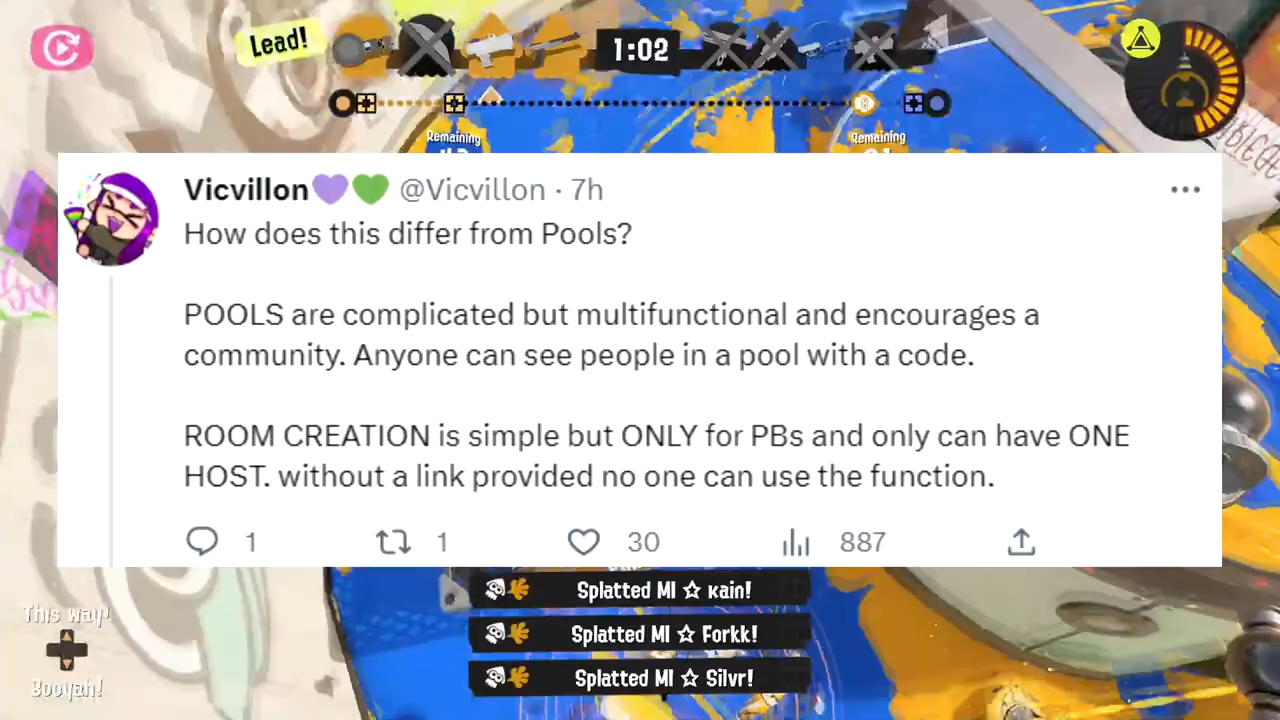 Lead!
1:02
Remaining
Remaining
Vicvillon💜💚 @Vicvillon · 7h
How does this differ from Pools?
POOLS are complicated but multifunctional and encourages a
community. Anyone can see people in a pool with a code.
ROOM CREATION is simple but ONLY for PBs and only can have ONE
HOST. without a link provided no one can use the function.
1 1 30 887
This way!
Booyah!
Splatted MI ☆ кain!
Splatted MI ☆ Forkk!
Splatted MI ☆ Silvr!